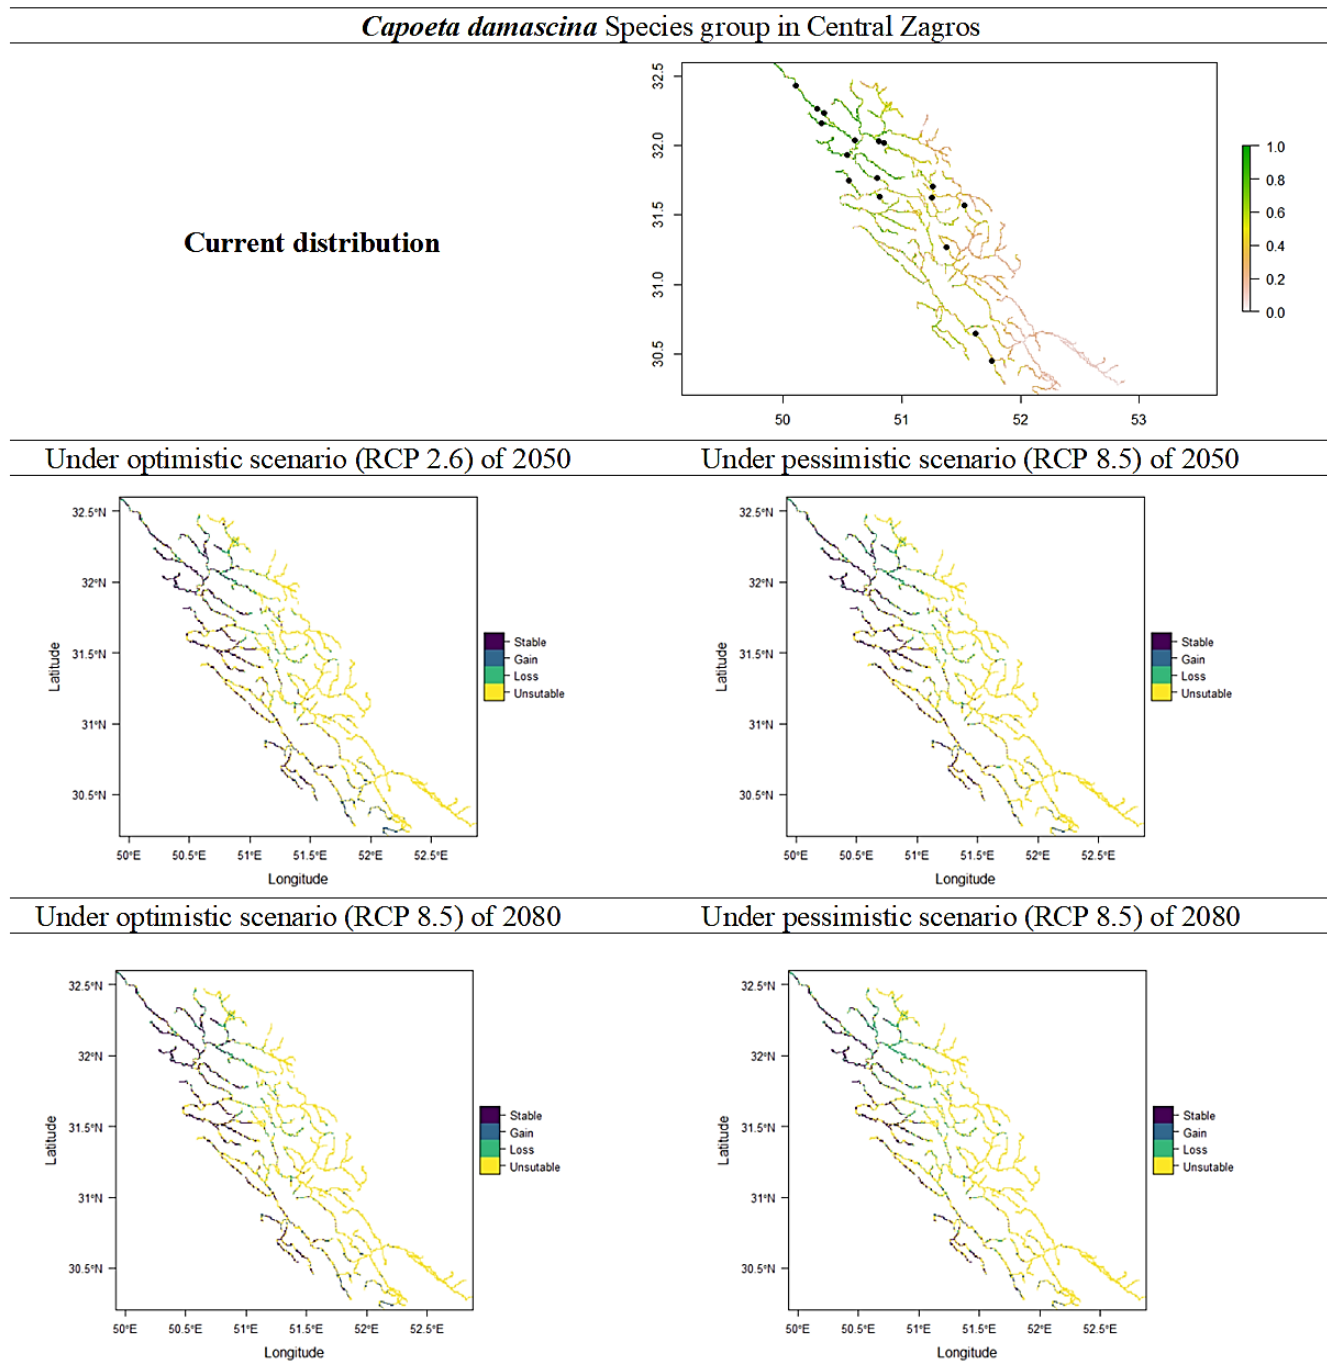 Capoeta damascina Species group in Central Zagros
Current distribution
32.5
32.0
31.5
31.0
30.5
50
51
52
53
1.0
0.8
0.6
0.4
0.2
0.0
Under optimistic scenario (RCP 2.6) of 2050
Under pessimistic scenario (RCP 8.5) of 2050
32.5°N
32°N
31.5°N
31°N
30.5°N
Latitude
50°E
50.5°E
51°E
51.5°E
52°E
52.5°E
Longitude
Stable
Gain
Loss
Unsutable
32.5°N
32°N
31.5°N
31°N
30.5°N
Latitude
50°E
50.5°E
51°E
51.5°E
52°E
52.5°E
Longitude
Stable
Gain
Loss
Unsutable
Under optimistic scenario (RCP 8.5) of 2080
Under pessimistic scenario (RCP 8.5) of 2080
32.5°N
32°N
31.5°N
31°N
30.5°N
Latitude
50°E
50.5°E
51°E
51.5°E
52°E
52.5°E
Longitude
Stable
Gain
Loss
Unsutable
32.5°N
32°N
31.5°N
31°N
30.5°N
Latitude
50°E
50.5°E
51°E
51.5°E
52°E
52.5°E
Longitude
Stable
Gain
Loss
Unsutable